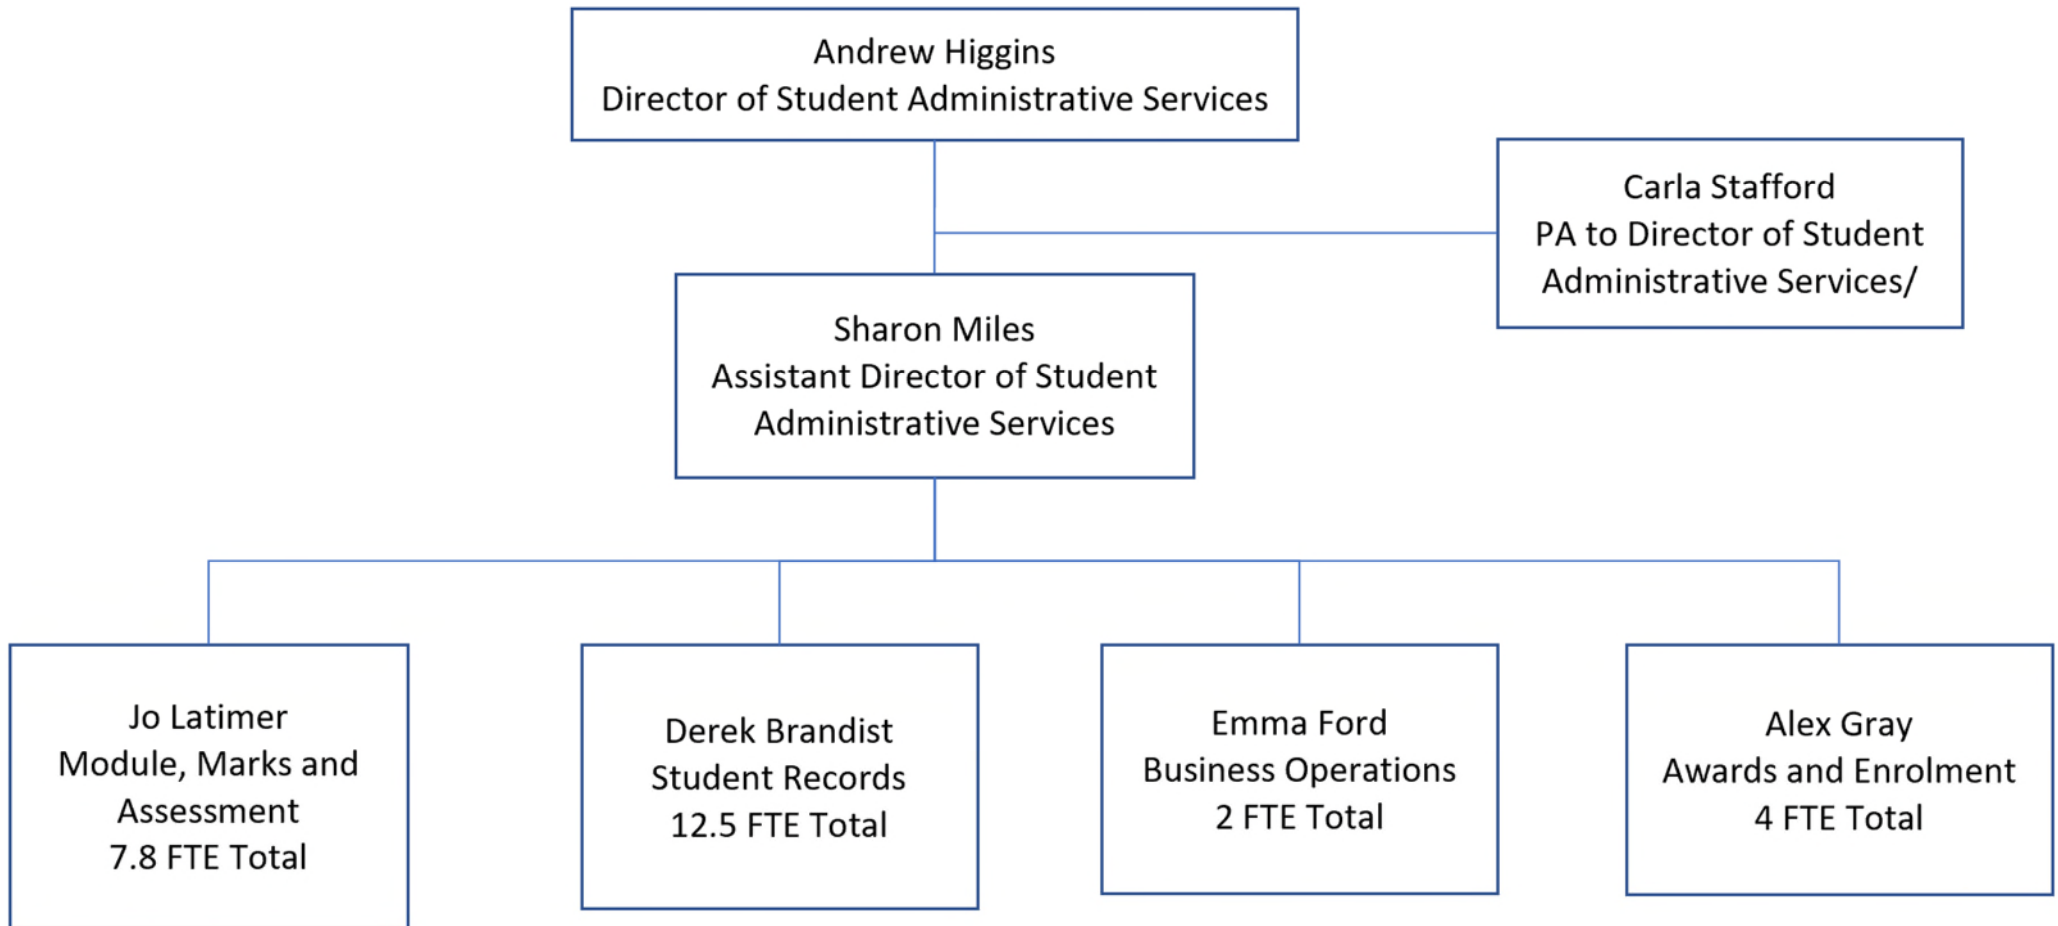 Andrew Higgins
Director of Student Administrative Services
Carla Stafford
PA to Director of Student
Administrative Services/
Sharon Miles
Assistant Director of Student
Administrative Services
Jo Latimer
Module, Marks and
Assessment
7.8 FTE Total
Derek Brandist
Student Records
12.5 FTE Total
Emma Ford
Business Operations
2 FTE Total
Alex Gray
Awards and Enrolment
4 FTE Total